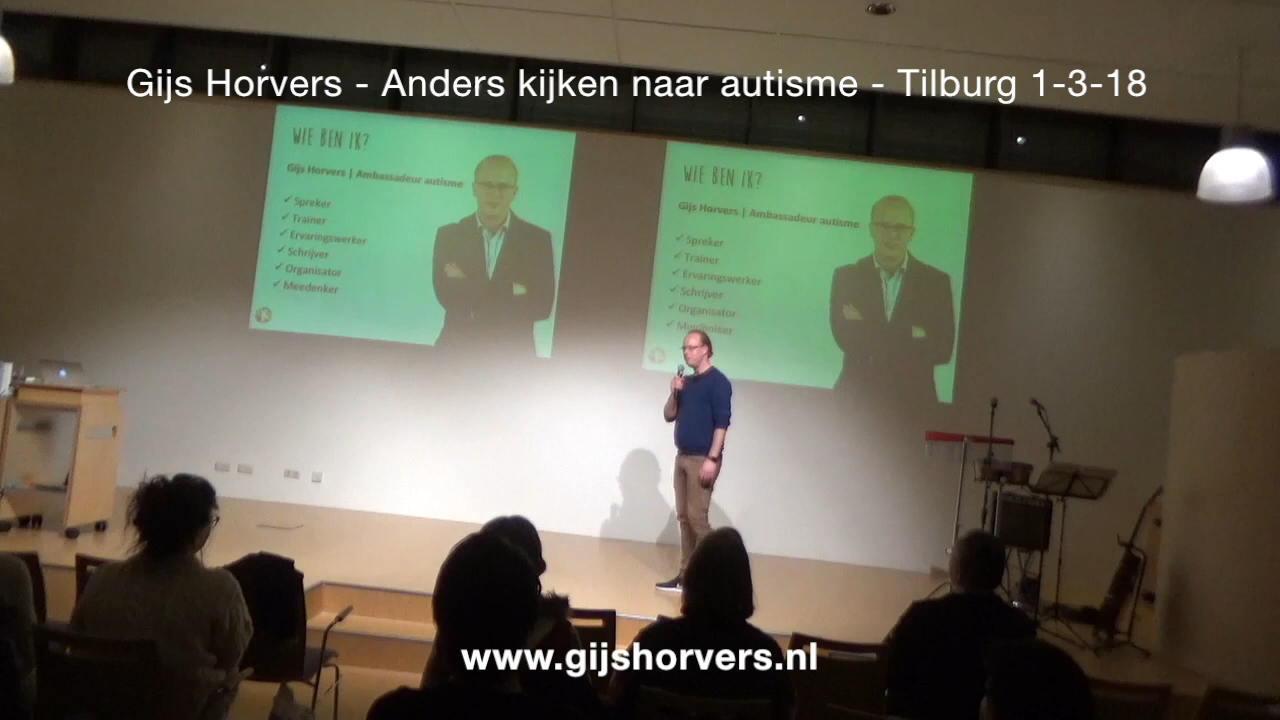 Gijs Horvers - Anders kijken naar autisme - Tilburg 1-3-18
WIE BEN IK?
Gijs Horvers | Ambassadeur autisme
✓ Spreker
✓ Trainer
✓ Ervaringswerker
✓ Schrijver
✓ Organisator
✓ Meedenker
WIE BEN IK?
Gijs Horvers | Ambassadeur autisme
✓ Spreker
✓ Trainer
✓ Ervaringswerker
✓ Schrijver
✓ Organisator
✓ Meedenker
www.gijshorvers.nl